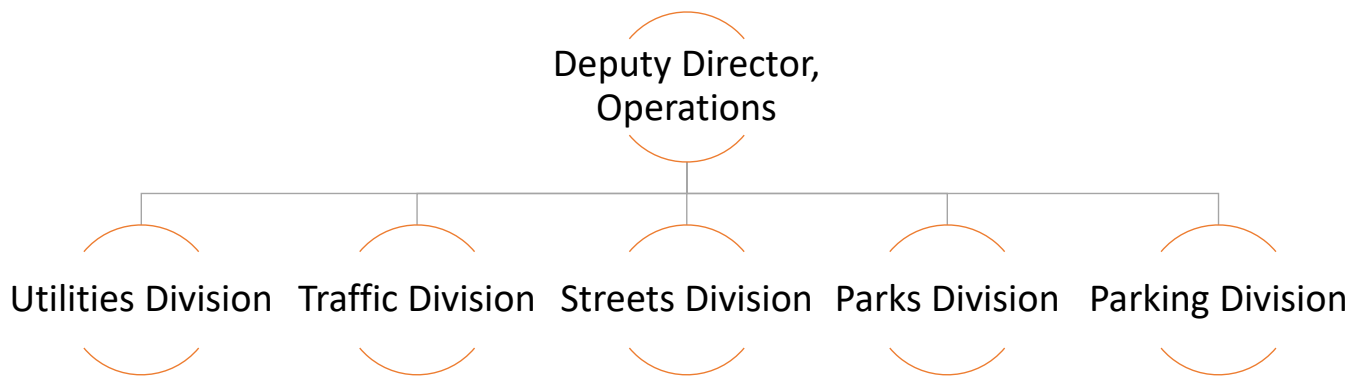 Deputy Director,
Operations
Utilities Division
Traffic Division
Streets Division
Parks Division
Parking Division